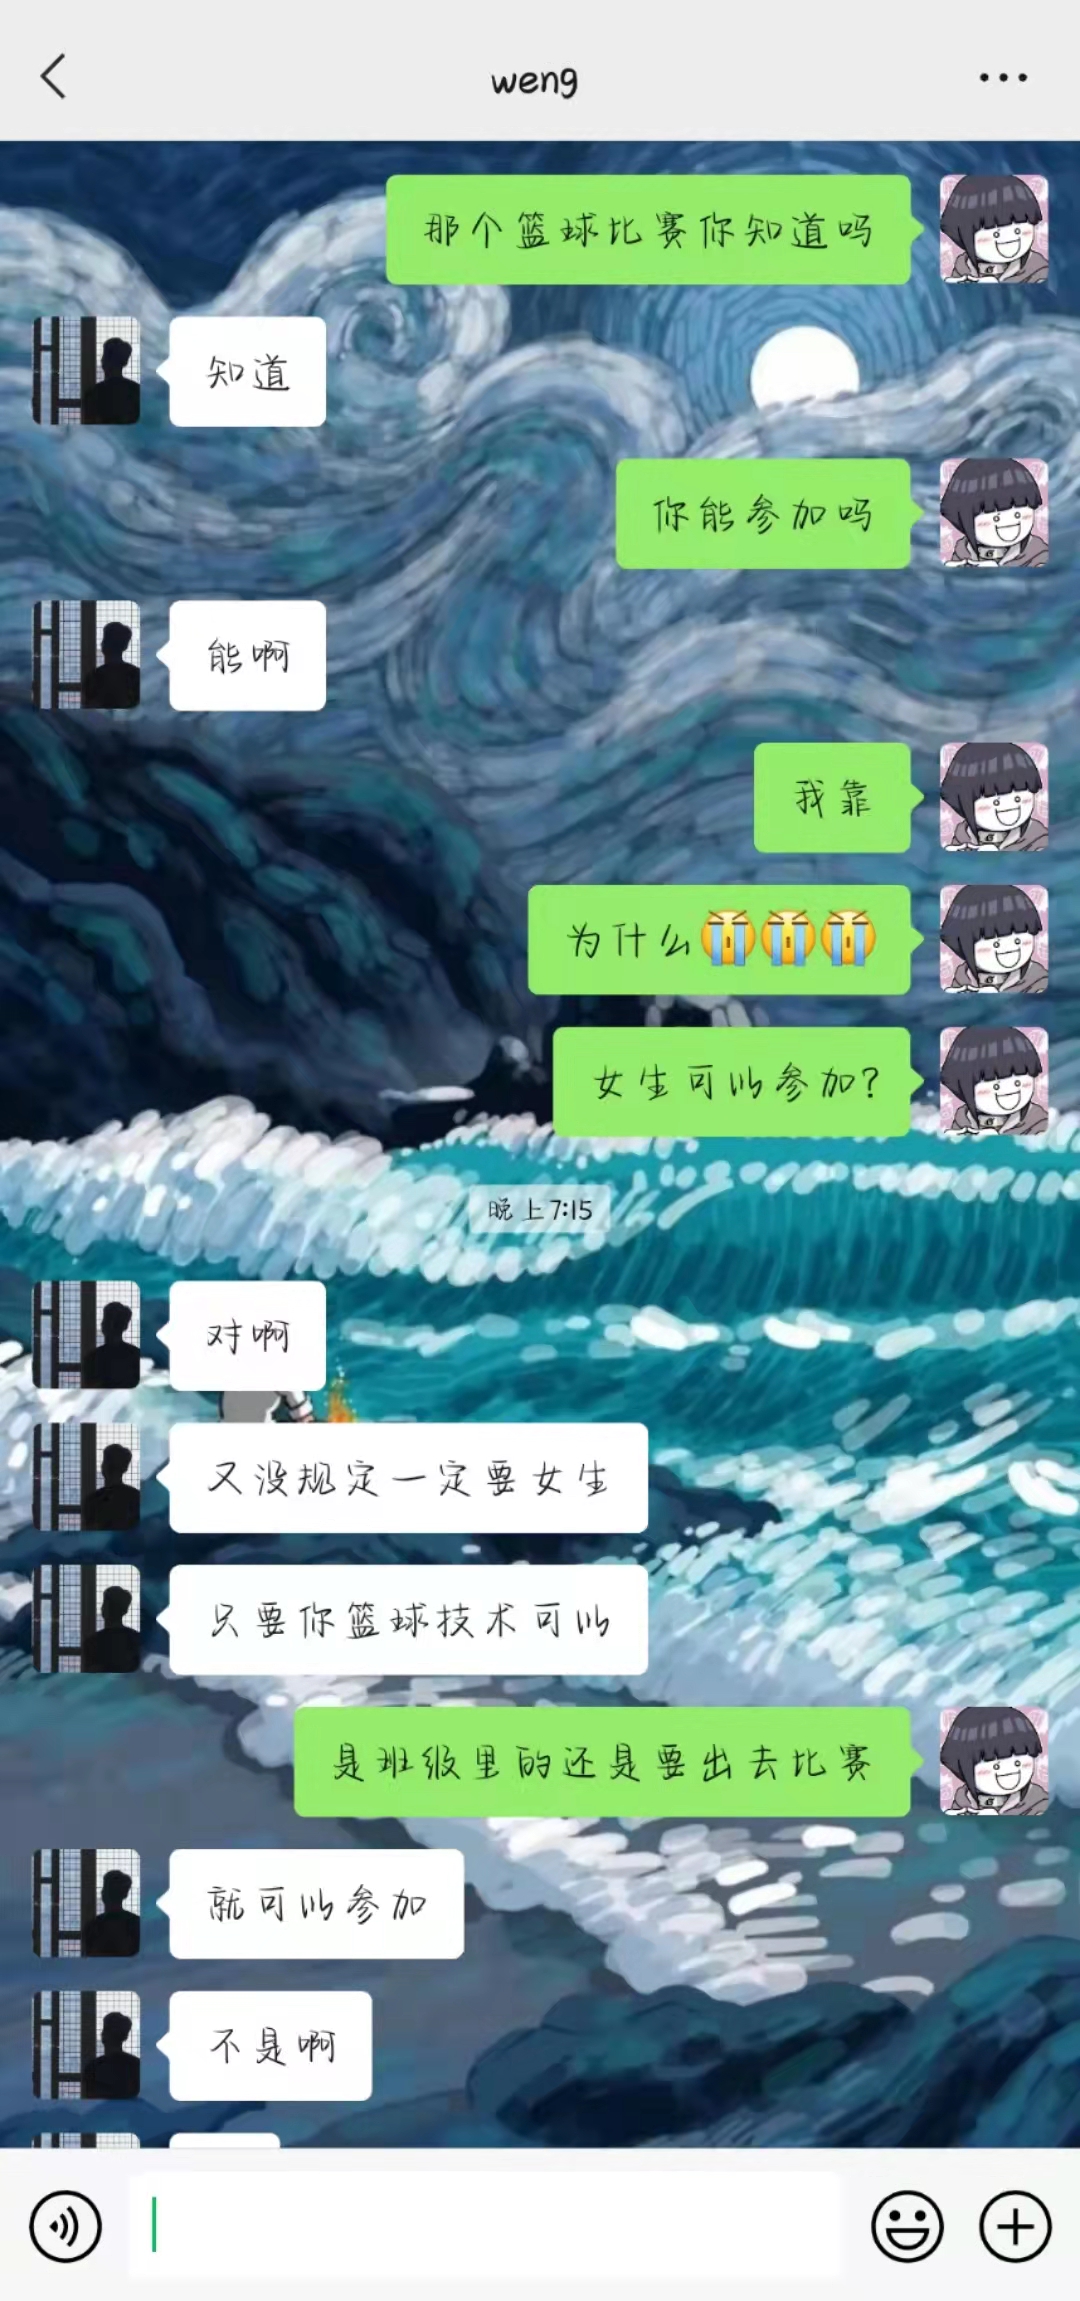 weng
那个篮球比赛你知道吗
知道
你能参加吗
能啊
我靠
为什么😭😭😭
女生可以参加?
晚上7:15
对啊
又没规定一定要女生
只要你篮球技术可以
是班级里的还是要出去比赛
就可以参加
不是啊